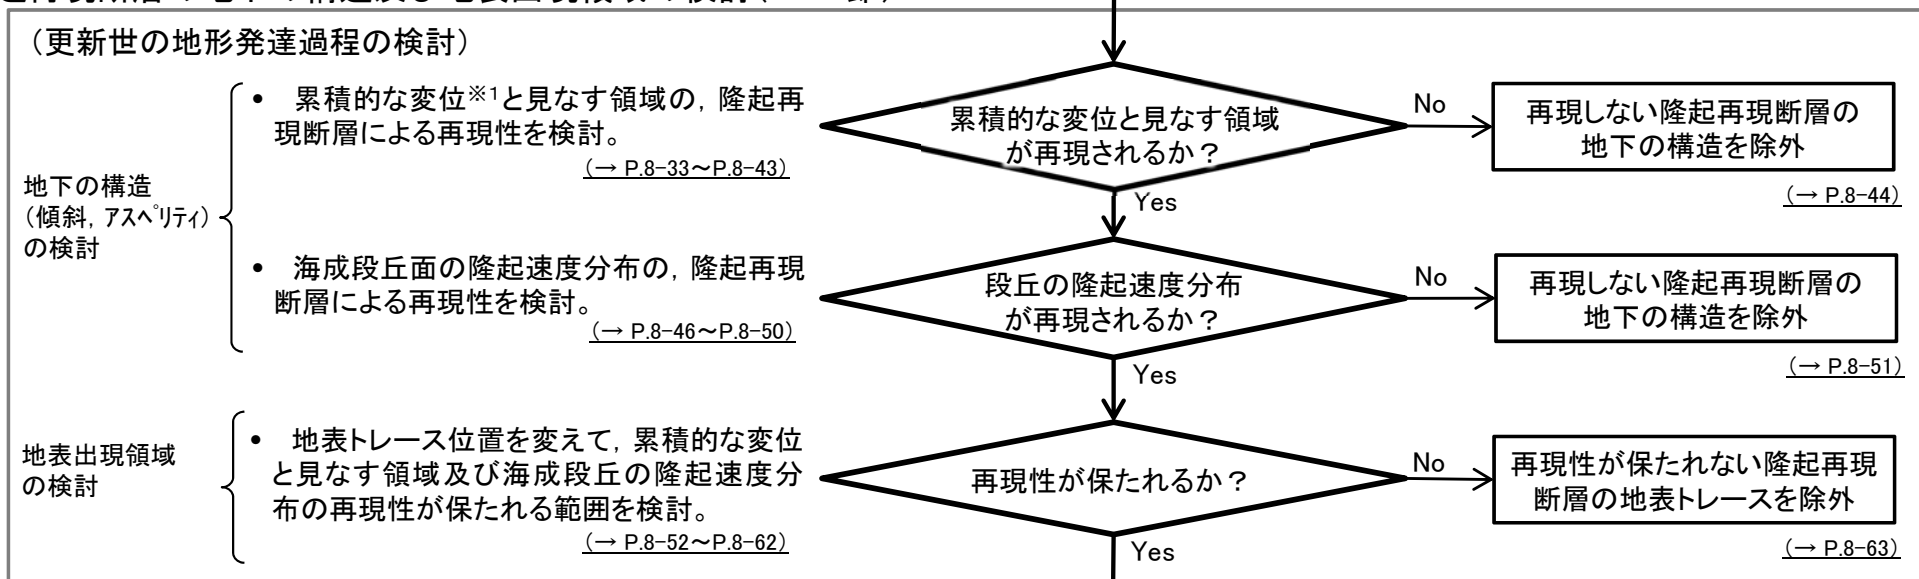 (更新世の地形発達過程の検討)
地下の構造
(傾斜, アスペリティ)
の検討
• 累積的な変位※1と見なす領域の, 隆起再
現断層による再現性を検討。
(→ P.8-33～P.8-43)
累積的な変位と見なす領域
が再現されるか？
No
再現しない隆起再現断層の
地下の構造を除外
(→ P.8-44)
Yes
• 海成段丘面の隆起速度分布の, 隆起再現
断層による再現性を検討。
(→ P.8-46～P.8-50)
段丘の隆起速度分布
が再現されるか？
No
再現しない隆起再現断層の
地下の構造を除外
(→ P.8-51)
Yes
地表出現領域
の検討
• 地表トレース位置を変えて, 累積的な変位
と見なす領域及び海成段丘の隆起速度分
布の再現性が保たれる範囲を検討。
(→ P.8-52～P.8-62)
再現性が保たれるか？
No
再現性が保たれない隆起再現
断層の地表トレースを除外
(→ P.8-63)
Yes